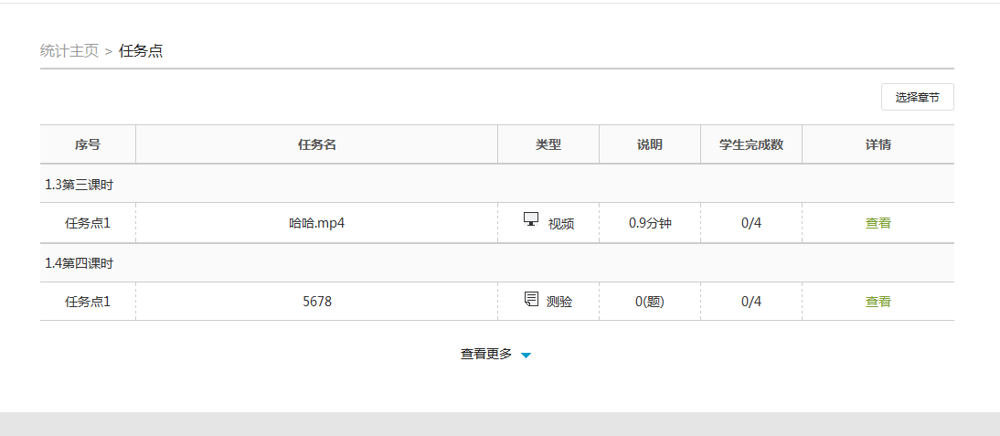 统计主页 > 任务点
选择章节
序号 任务名 类型 说明 学生完成数 详情
1.3第三课时
任务点1 哈哈.mp4 视频 0.9分钟 0/4 查看
1.4第四课时
任务点1 5678 测验 0(题) 0/4 查看
查看更多